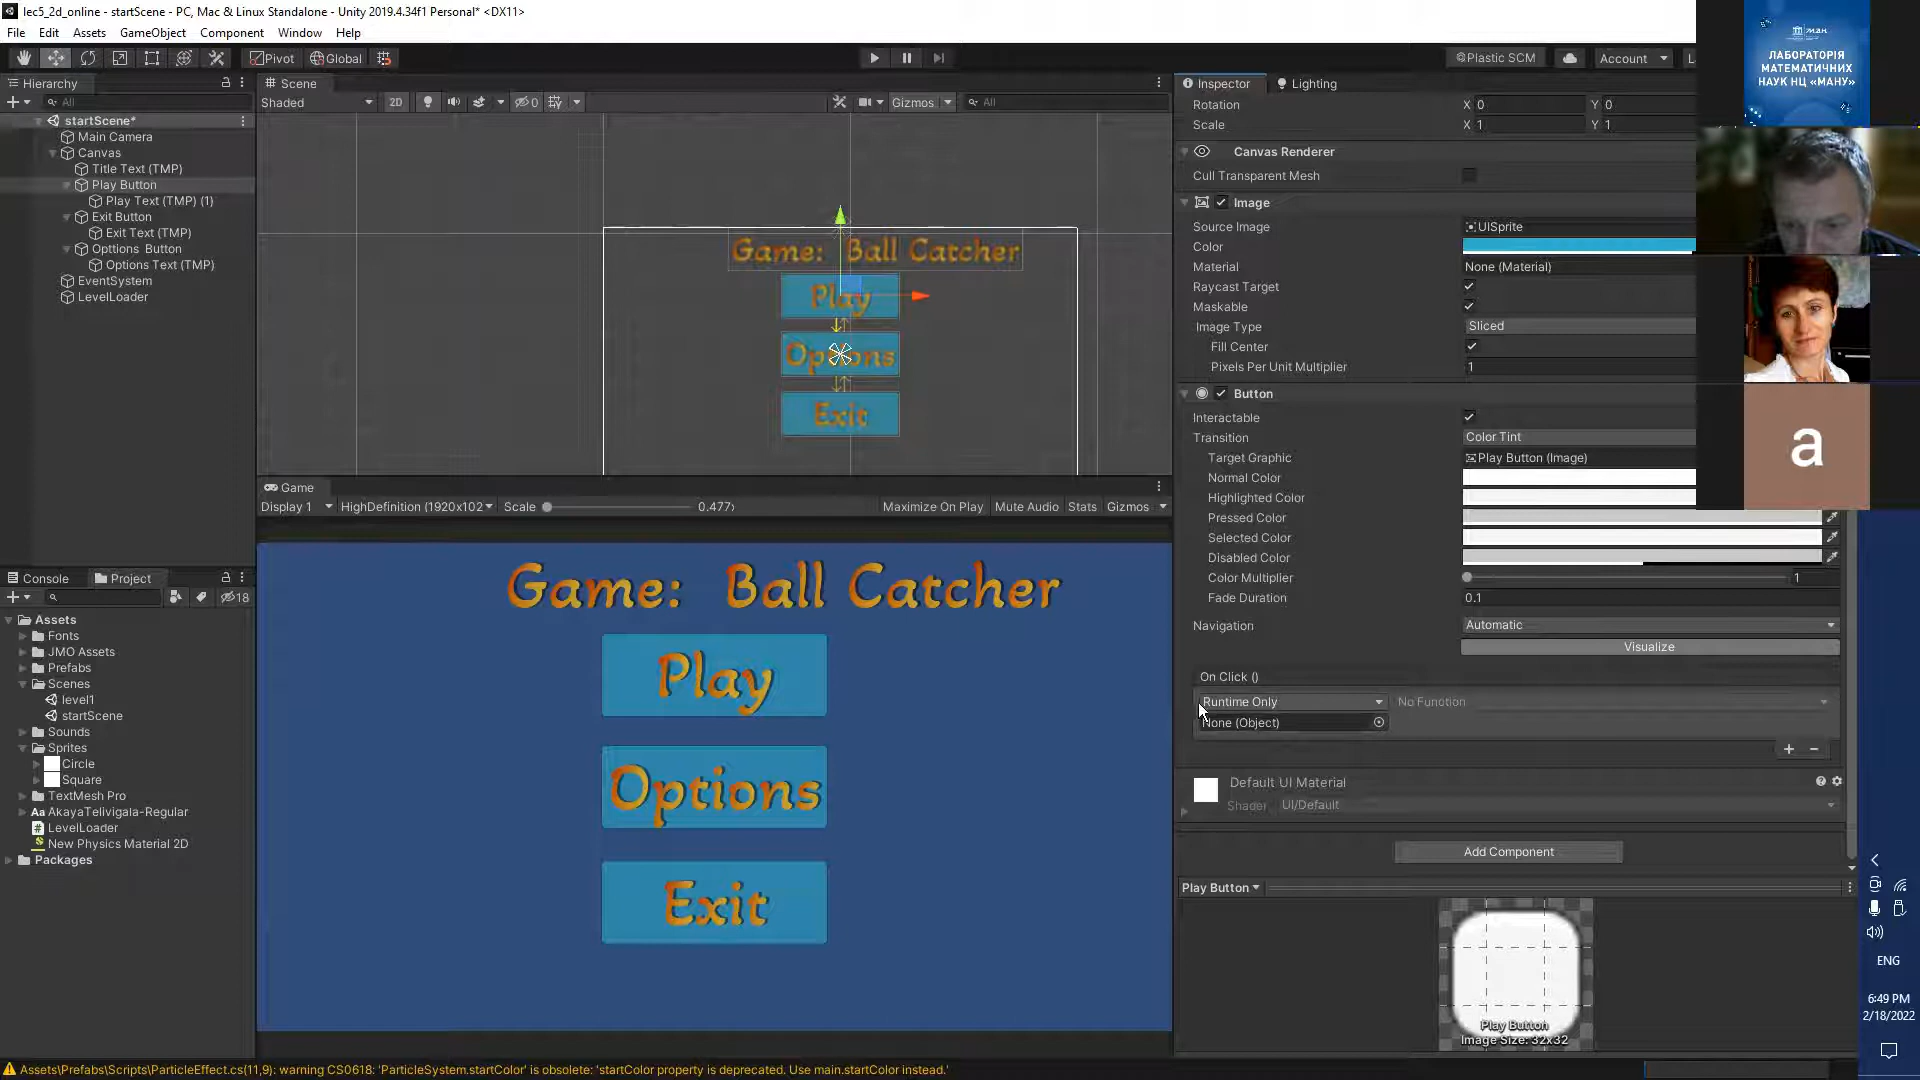 lec5_2d_online - startScene - PC, Mac & Linux Standalone - Unity 2019.4.34f1 Personal* <DX11>
File Edit Assets GameObject Component Window Help
Pivot Global
Plastic SCM
Account
Hierarchy
All
startScene*
Main Camera
Canvas
Title Text (TMP)
Play Button
Play Text (TMP) (1)
Exit Button
Exit Text (TMP)
Opttions Button
Options Text (TMP)
EventSystem
LevelLoader
Scene
Shaded
2D
0
Gizmos
All
Game: Ball Catcher
Play
Options
Exit
Game
Display 1
HighDefinition (1920x102
Scale
0.477x
Maximize On Play
Mute Audio
Stats
Gizmos
Game: Ball Catcher
Play
Options
Exit
Console
Project
18
Assets
Fonts
JMO Assets
Prefabs
Scenes
level1
startScene
Sounds
Sprites
Circle
Square
TextMesh Pro
AkayaTelivigala-Regular
LevelLoader
New Physics Material 2D
Packages
Inspector
Lighting
Rotation X 0 Y 0
Scale X 1 Y 1
Canvas Renderer
Cull Transparent Mesh
Image
Source Image UISprite
Color
Material None (Material)
Raycast Target
Maskable
Image Type Sliced
Fill Center
Pixels Per Unit Multiplier 1
Button
Interactable
Transition Color Tint
Target Graphic Play Button (Image)
Normal Color
Highlighted Color
Pressed Color
Selected Color
Disabled Color
Color Multiplier 1
Fade Duration 0.1
Navigation Automatic
Visualize
On Click ()
Runtime Only No Function
None (Object)
Default UI Material
Shader UI/Default
Add Component
Play Button
Play Button
Image Size: 32x32
ЛАБОРАТОРІЯ
МАТЕМАТИЧНИХ
НАУК НЦ «МАНУ»
a
ENG
6:49 PM
2/18/2022
Assets\Prefabs\Scripts\ParticleEffect.cs(11,9): warning CS0618: 'ParticleSystem.startColor' is obsolete: 'startColor property is deprecated. Use main.startColor instead.'